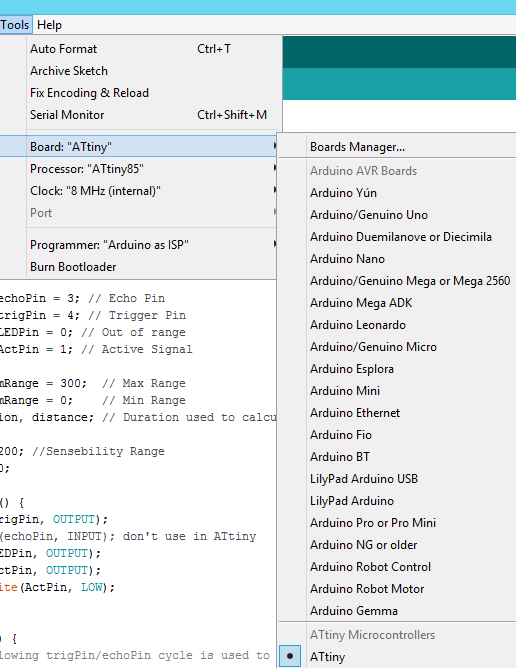 Tools Help
Auto Format Ctrl+T
Archive Sketch
Fix Encoding & Reload
Serial Monitor Ctrl+Shift+M
Board: "ATtiny"
Processor: "ATtiny85"
Clock: "8 MHz (internal)"
Port
Programmer: "Arduino as ISP"
Burn Bootloader
Boards Manager...
Arduino AVR Boards
Arduino Yún
Arduino/Genuino Uno
Arduino Duemilanove or Diecimila
Arduino Nano
Arduino/Genuino Mega or Mega 2560
Arduino Mega ADK
Arduino Leonardo
Arduino/Genuino Micro
Arduino Esplora
Arduino Mini
Arduino Ethernet
Arduino Fio
Arduino BT
LilyPad Arduino USB
LilyPad Arduino
Arduino Pro or Pro Mini
Arduino NG or older
Arduino Robot Control
Arduino Robot Motor
Arduino Gemma
ATtiny Microcontrollers
ATtiny
echoPin = 3; // Echo Pin
trigPin = 4; // Trigger Pin
LEDPin = 0; // Out of range
ActPin = 1; // Active Signal
mRange = 300; // Max Range
mRange = 0; // Min Range
ion, distance; // Duration used to calcu
200; //Sensebility Range
0;
() {
rigPin, OUTPUT);
(echoPin, INPUT); don't use in ATtiny
EDPin, OUTPUT);
ctPin, OUTPUT);
ite(ActPin, LOW);
) {
lowing trigPin/echoPin cycle is used to